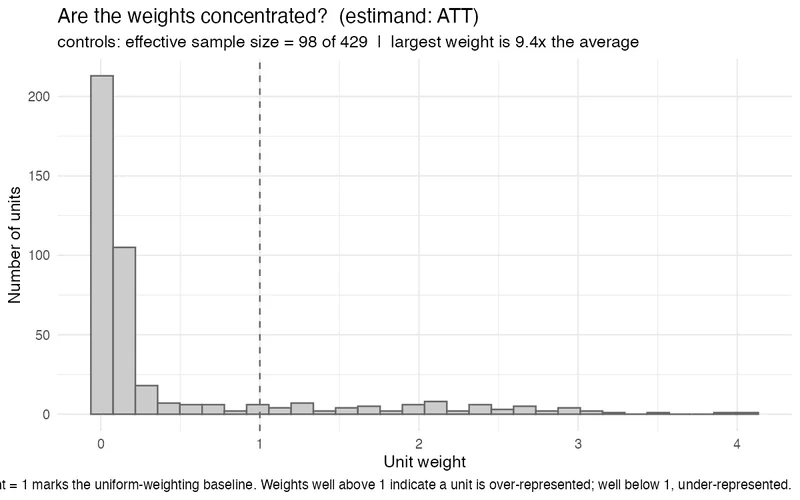 Are the weights concentrated? (estimand: ATT)
controls: effective sample size = 98 of 429 | largest weight is 9.4x the average
Number of units
200
150
100
50
0
0 1 2 3 4
Unit weight
= 1 marks the uniform-weighting baseline. Weights well above 1 indicate a unit is over-represented; well below 1, under-represented.